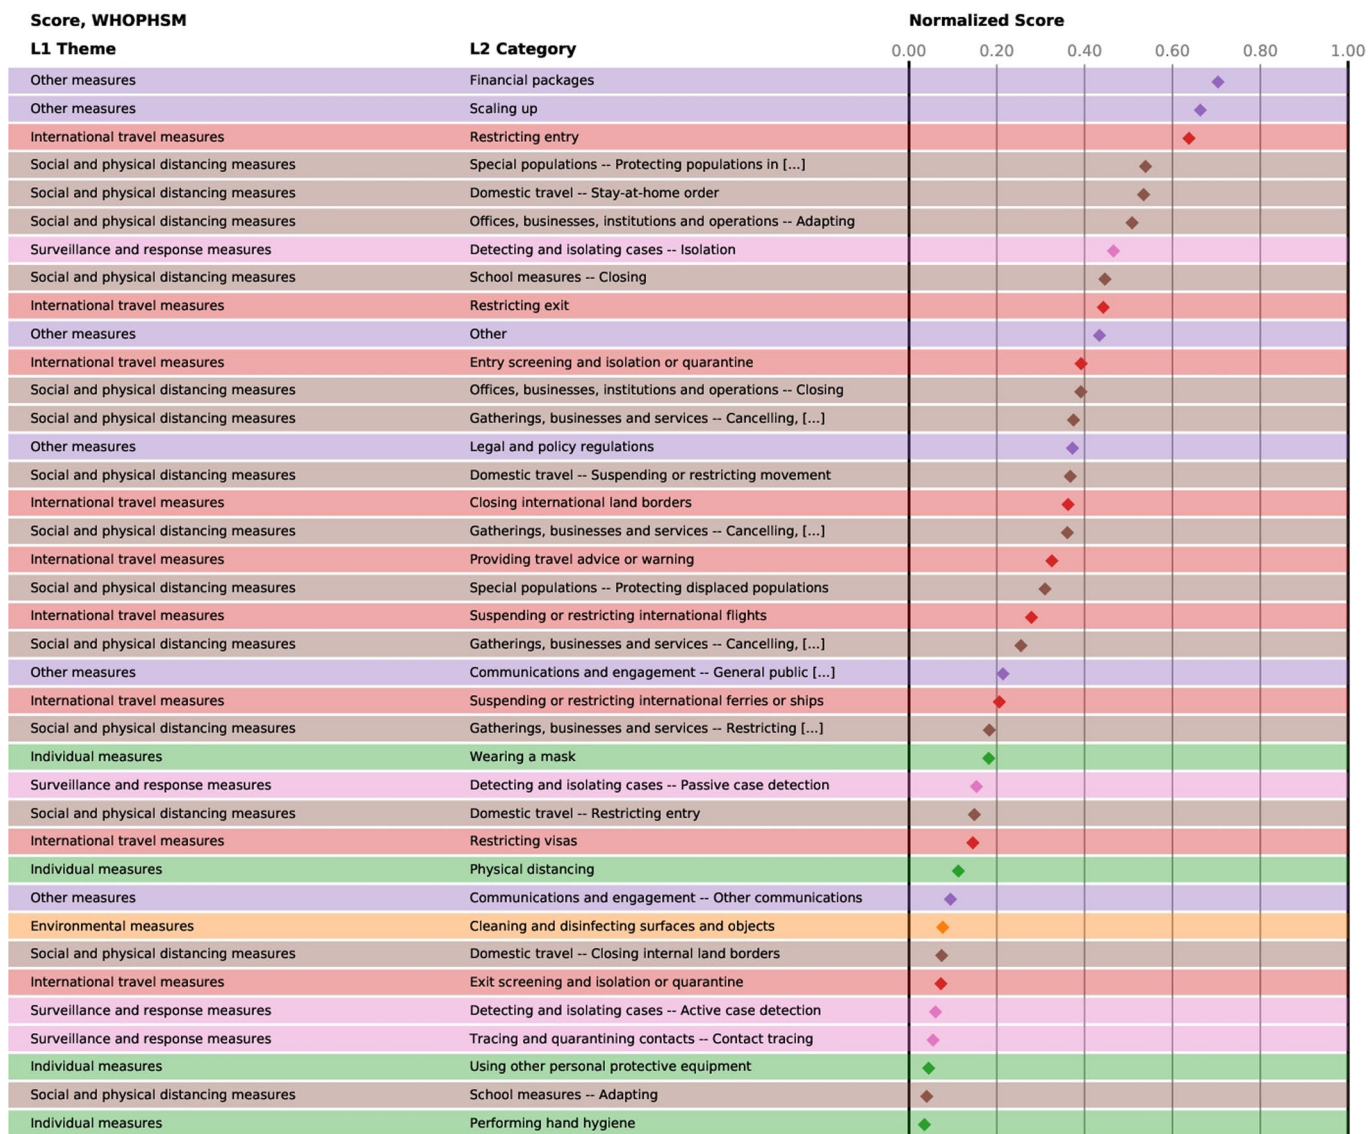 Score, WHOPHSM Normalized Score
L1 Theme L2 Category 0.00 0.20 0.40 0.60 0.80 1.00
Other measures Financial packages
Other measures Scaling up
International travel measures Restricting entry
Social and physical distancing measures Special populations -- Protecting populations in [...]
Social and physical distancing measures Domestic travel -- Stay-at-home order
Social and physical distancing measures Offices, businesses, institutions and operations -- Adapting
Surveillance and response measures Detecting and isolating cases -- Isolation
Social and physical distancing measures School measures -- Closing
International travel measures Restricting exit
Other measures Other
International travel measures Entry screening and isolation or quarantine
Social and physical distancing measures Offices, businesses, institutions and operations -- Closing
Social and physical distancing measures Gatherings, businesses and services -- Cancelling, [...]
Other measures Legal and policy regulations
Social and physical distancing measures Domestic travel -- Suspending or restricting movement
International travel measures Closing international land borders
Social and physical distancing measures Gatherings, businesses and services -- Cancelling, [...]
International travel measures Providing travel advice or warning
Social and physical distancing measures Special populations -- Protecting displaced populations
International travel measures Suspending or restricting international flights
Social and physical distancing measures Gatherings, businesses and services -- Cancelling, [...]
Other measures Communications and engagement -- General public [...]
International travel measures Suspending or restricting international ferries or ships
Social and physical distancing measures Gatherings, businesses and services -- Restricting [...]
Individual measures Wearing a mask
Surveillance and response measures Detecting and isolating cases -- Passive case detection
Social and physical distancing measures Domestic travel -- Restricting entry
International travel measures Restricting visas
Individual measures Physical distancing
Other measures Communications and engagement -- Other communications
Environmental measures Cleaning and disinfecting surfaces and objects
Social and physical distancing measures Domestic travel -- Closing internal land borders
International travel measures Exit screening and isolation or quarantine
Surveillance and response measures Detecting and isolating cases -- Active case detection
Surveillance and response measures Tracing and quarantining contacts -- Contact tracing
Individual measures Using other personal protective equipment
Social and physical distancing measures School measures -- Adapting
Individual measures Performing hand hygiene